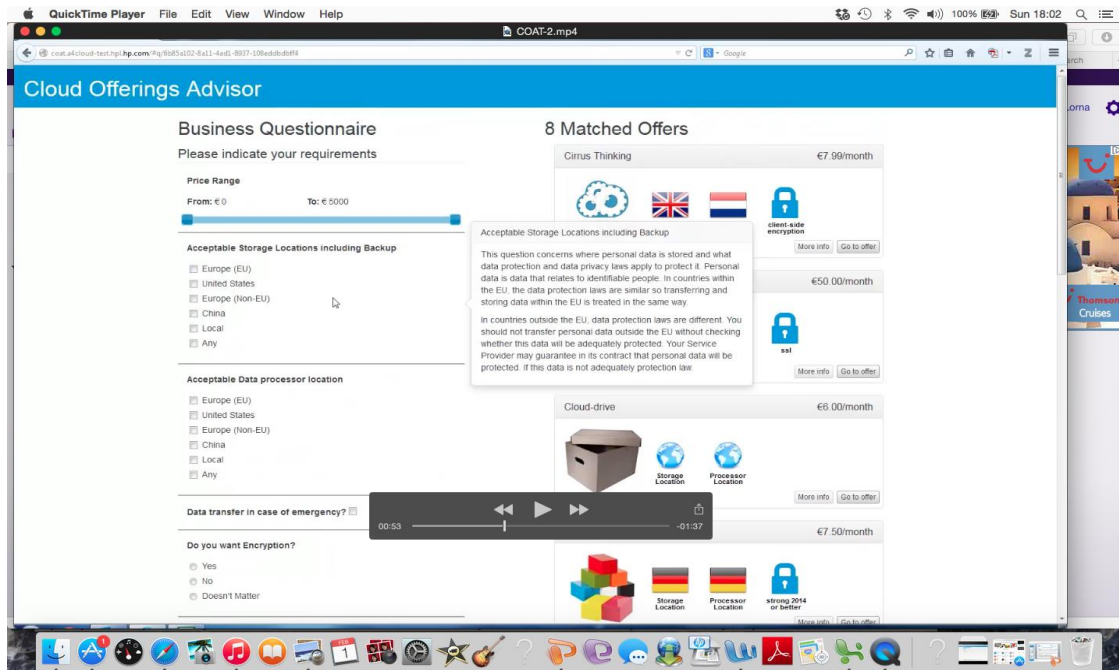 QuickTime Player File Edit View Window Help
100% Sun 18:02
COAT-2.mp4
coat.a4cloud-test.hpl.hp.com/#q/
Google
Cloud Offerings Advisor
Business Questionnaire
Please indicate your requirements
Price Range
From: € 0 To: € 5000
Acceptable Storage Locations including Backup
Europe (EU)
United States
Europe (Non-EU)
China
Local
Any
Acceptable Data processor location
Europe (EU)
United States
Europe (Non-EU)
China
Local
Any
Data transfer in case of emergency?
Do you want Encryption?
Yes
No
Doesn't Matter
8 Matched Offers
Cirrus Thinking €7.99/month
client-side
encryption
More info Go to offer
Acceptable Storage Locations including Backup
This question concerns where personal data is stored and what
data protection and data privacy laws apply to protect it. Personal
data is data that relates to identifiable people. In countries within
the EU, the data protection laws are similar so transferring and
storing data within the EU is treated in the same way.
In countries outside the EU, data protection laws are different. You
should not transfer personal data outside the EU without checking
whether this data will be adequately protected. Your Service
Provider may guarantee in its contract that personal data will be
protected. If this data is not adequately protection law.
€50.00/month
ssl
More info Go to offer
Cloud-drive €6.00/month
Storage
Location
Processor
Location
More info Go to offer
€7.50/month
Storage
Location
Processor
Location
strong 2014
or better
More info Go to offer
00:53 -01:37
Thomson
Cruises
FEB
1